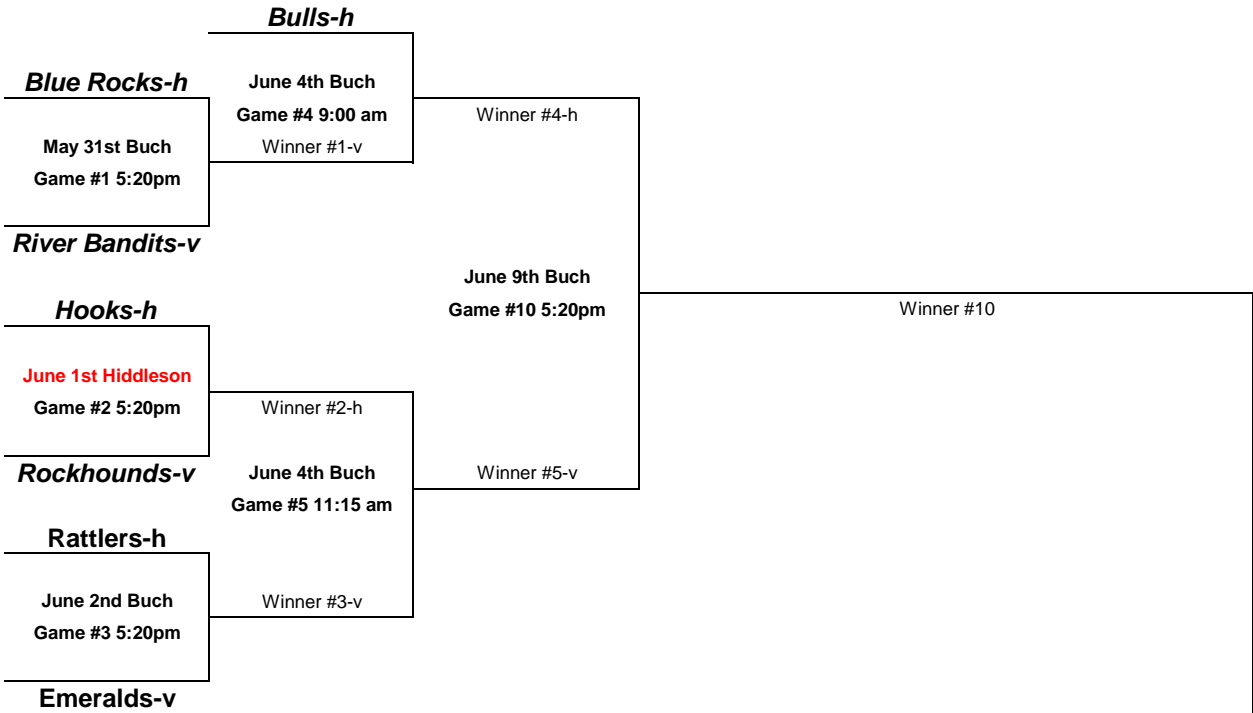 Bulls-h
Blue Rocks-h
June 4th Buch
Game #4 9:00 am
Winner #4-h
May 31st Buch
Winner #1-v
Game #1 5:20pm
River Bandits-v
June 9th Buch
Hooks-h
Game #10 5:20pm
Winner #10
June 1st Hiddleson
Game #2 5:20pm
Winner #2-h
Rockhounds-v
June 4th Buch
Winner #5-v
Game #5 11:15 am
Rattlers-h
June 2nd Buch
Winner #3-v
Game #3 5:20pm
Emeralds-v